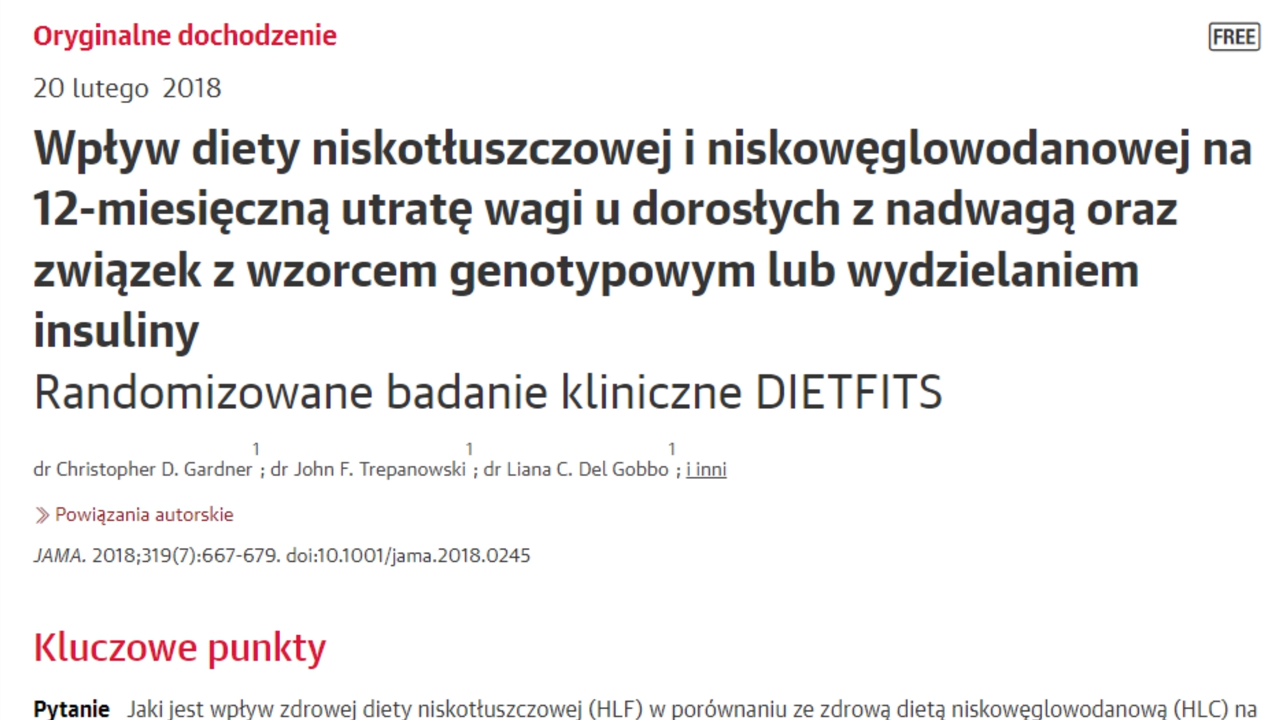 Oryginalne dochodzenie
FREE
20 lutego 2018
Wpływ diety niskotłuszczowej i niskowęglowodanowej na
12-miesięczną utratę wagi u dorosłych z nadwagą oraz
związek z wzorcem genotypowym lub wydzielaniem
insuliny
Randomizowane badanie kliniczne DIETFITS
dr Christopher D. Gardner 1 ; dr John F. Trepanowski 1 ; dr Liana C. Del Gobbo 1 ; i inni
Powiązania autorskie
JAMA. 2018;319(7):667-679. doi:10.1001/jama.2018.0245
Kluczowe punkty
Pytanie Jaki jest wpływ zdrowej diety niskotłuszczowej (HLF) w porównaniu ze zdrową dietą niskowęglowodanową (HLC) na